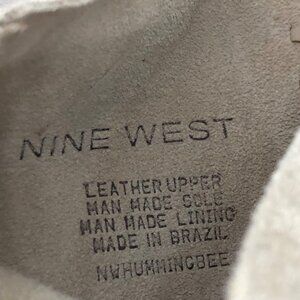 NINE WEST
LEATHER UPPER
MAN MADE SOLE
MAN MADE LINING
MADE IN BRAZIL
NWHUMMINGBEE